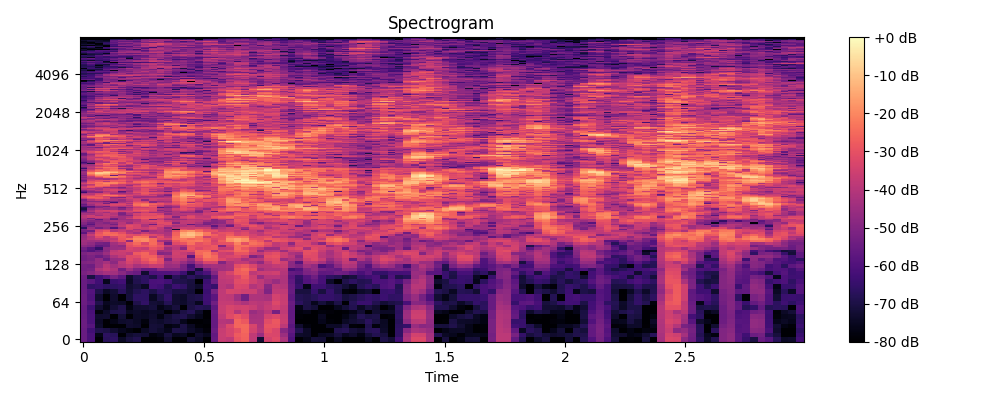 Spectrogram
Hz
4096
2048
1024
512
256
128
64
0
0
0.5
1
1.5
2
2.5
Time
+0 dB
-10 dB
-20 dB
-30 dB
-40 dB
-50 dB
-60 dB
-70 dB
-80 dB